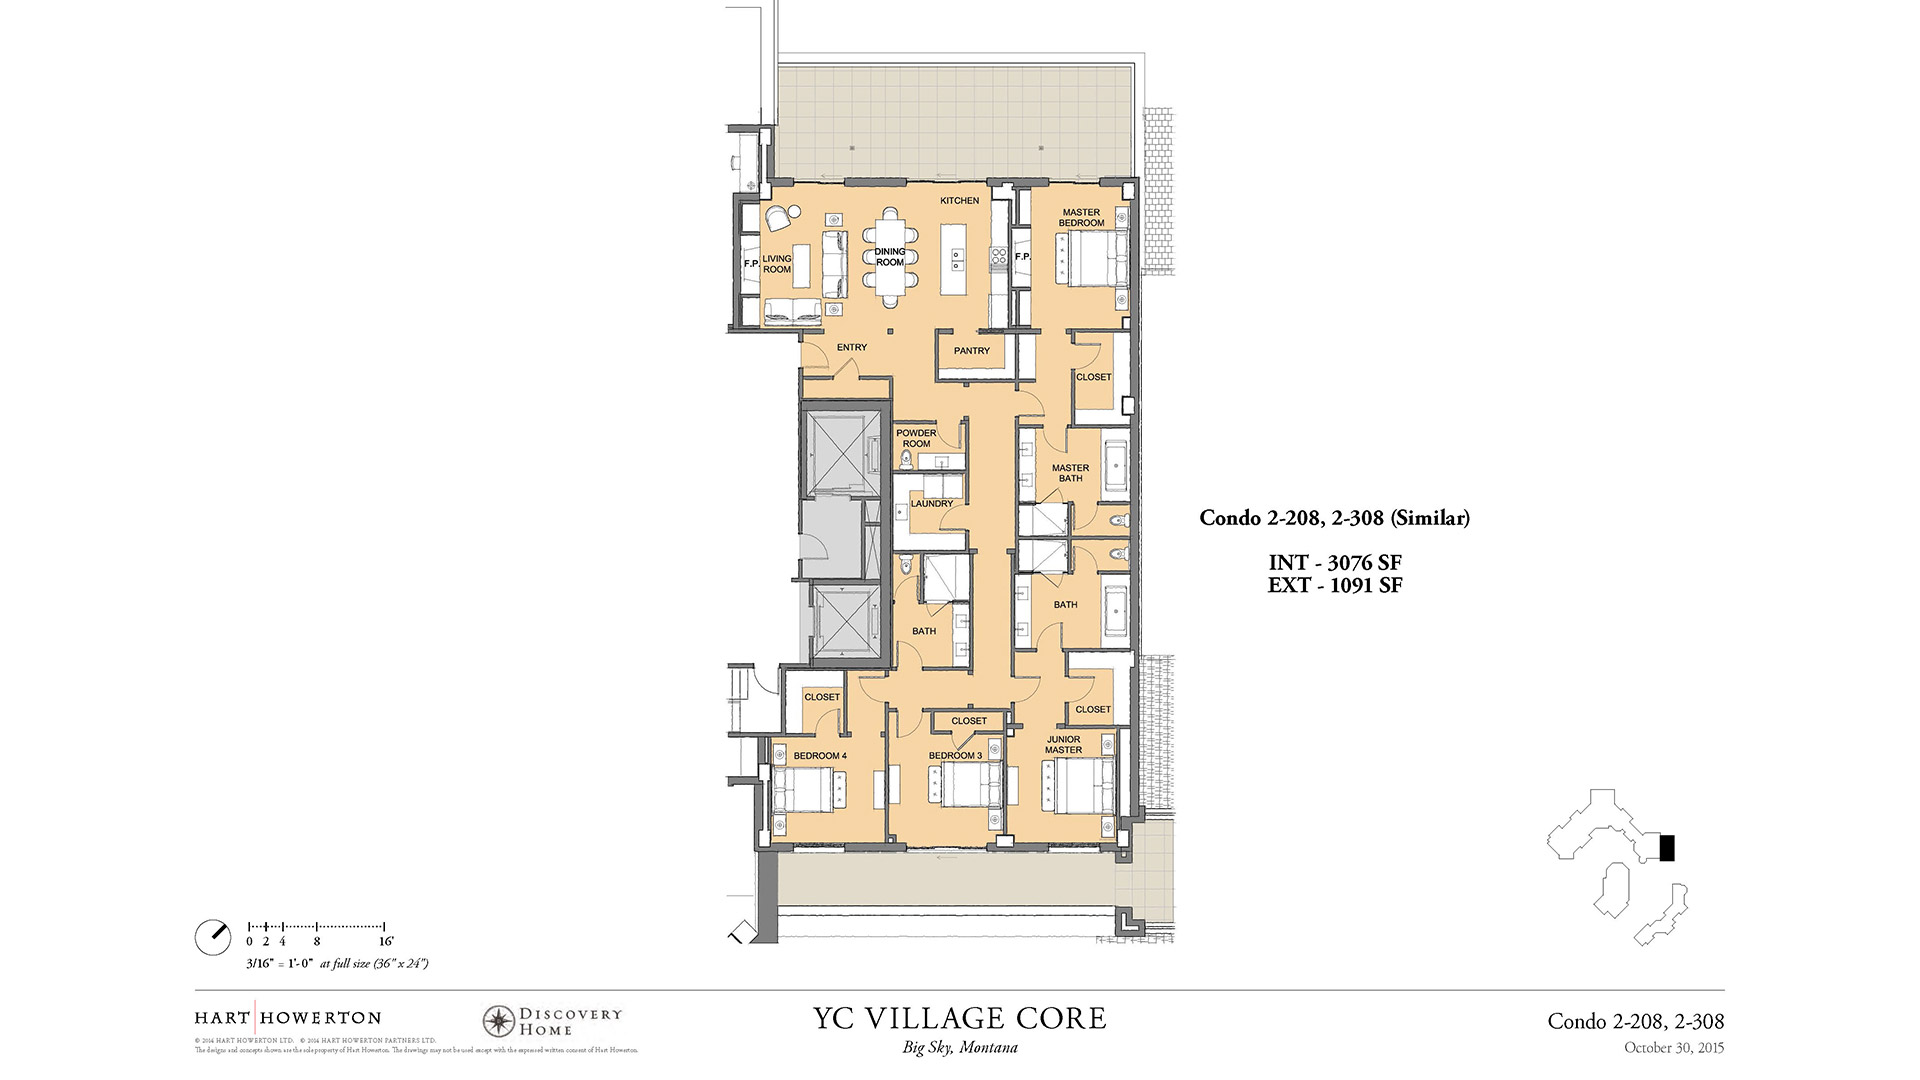 KITCHEN
MASTER
BEDROOM
F.P.
LIVING
ROOM
DINING
ROOM
F.P.
ENTRY
PANTRY
CLOSET
POWDER
ROOM
MASTER
BATH
LAUNDRY
BATH
BATH
CLOSET
CLOSET
CLOSET
JUNIOR
MASTER
BEDROOM 4
BEDROOM 3
Condo 2-208, 2-308 (Similar)
INT - 3076 SF
EXT - 1091 SF
0 2 4 8 16'
3/16" = 1'-0" at full size (36" x 24")
HART HOWERTON
© 2014 HART HOWERTON LTD. © 2014 HART HOWERTON PARTNERS LTD.
The designs and concepts shown are the sole property of Hart Howerton. The drawings may not be used except with the expressed written consent of Hart Howerton.
DISCOVERY
HOME
YC VILLAGE CORE
Big Sky, Montana
Condo 2-208, 2-308
October 30, 2015